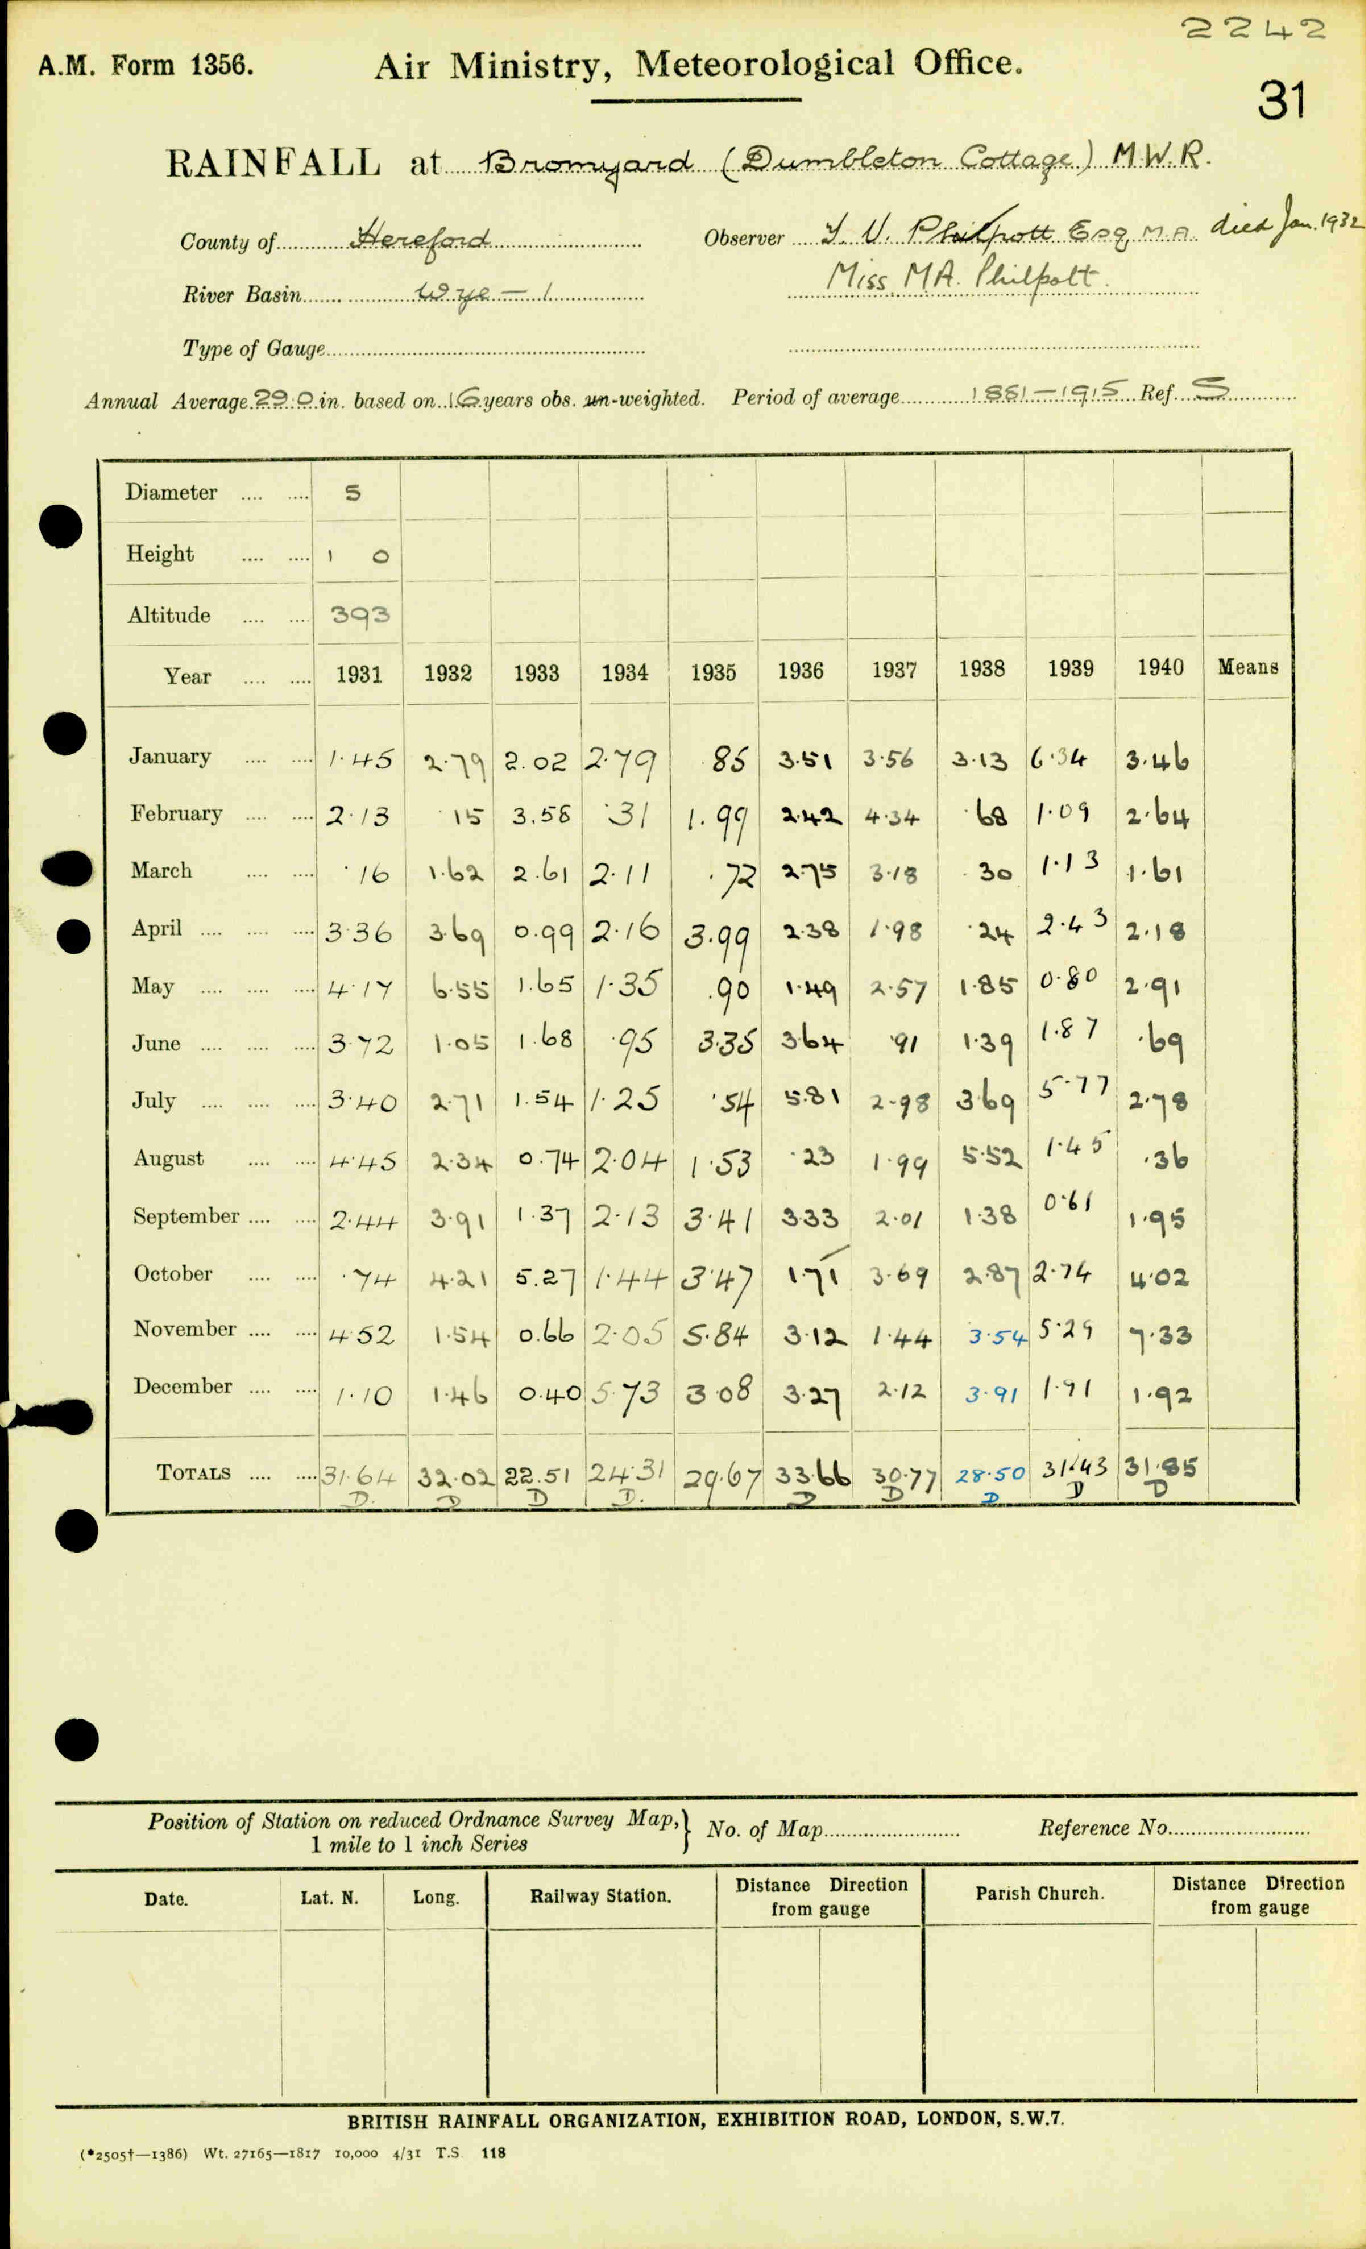 2242
A.M. Form 1356. Air Ministry, Meteorological Office.
31
RAINFALL at Bromyard (Dumbleton Cottage) M.W.R.
County of Hereford Observer Philpott Esq M.A. died Jan. 1932
River Basin Wye - 1 Miss M.A. Philpott.
Type of Gauge
Annual Average 29.0 in. based on 16 years obs. un-weighted. Period of average 1881-1915 Ref. S
Diameter 5
Height 1 0
Altitude 393
Year 1931 1932 1933 1934 1935 1936 1937 1938 1939 1940 Means
January 1.45 2.79 2.02 2.79 .85 3.51 3.56 3.13 6.34 3.46
February 2.13 .15 3.58 .31 1.99 2.42 4.34 .68 1.09 2.64
March .16 1.62 2.61 2.11 .72 2.75 3.18 .30 1.13 1.61
April 3.36 3.69 0.99 2.16 3.99 2.38 1.98 .24 2.43 2.18
May 4.17 6.55 1.65 1.35 .90 1.49 2.57 1.85 0.80 2.91
June 3.72 1.05 1.68 .95 3.35 3.64 .91 1.39 1.87 .69
July 3.40 2.71 1.54 1.25 .54 5.81 2.98 3.69 5.77 2.78
August 4.45 2.34 0.74 2.04 1.53 .23 1.99 5.52 1.45 .36
September 2.44 3.91 1.37 2.13 3.41 3.33 2.01 1.38 0.61 1.95
October .74 4.21 5.27 1.44 3.47 1.71 3.69 2.87 2.74 4.02
November 4.52 1.54 0.66 2.05 5.84 3.12 1.44 3.54 5.29 7.33
December 1.10 1.46 0.40 5.73 3.08 3.27 2.12 3.91 1.91 1.92
TOTALS 31.64 32.02 22.51 24.31 29.67 33.66 30.77 28.50 31.43 31.85
D. D D D. D D D D D
Position of Station on reduced Ordnance Survey Map,} No. of Map Reference No.
1 mile to 1 inch Series
Date. Lat. N. Long. Railway Station. Distance Direction from gauge Parish Church. Distance Direction from gauge
BRITISH RAINFALL ORGANIZATION, EXHIBITION ROAD, LONDON, S.W.7.
(*2505†—1386) Wt. 27165—1817 10,000 4/31 T.S. 118